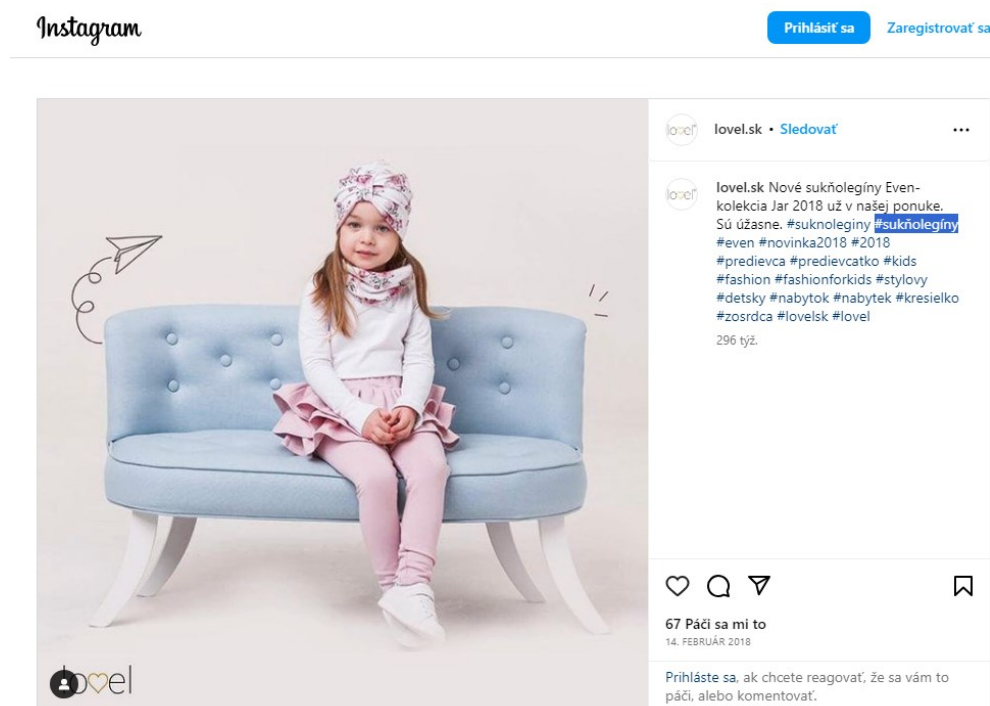 Instagram
Prihlásiť sa
Zaregistrovať sa
lovel
lovel.sk • Sledovať
lovel
lovel.sk Nové sukňolegíny Even-
kolekcia Jar 2018 už v našej ponuke.
Sú úžasne. #suknoleginy #sukňolegíny
#even #novinka2018 #2018
#predievca #predievcatko #kids
#fashion #fashionforkids #stylovy
#detsky #nabytok #nabytek #kresielko
#zosrdca #lovelsk #lovel
296 týž.
67 Páči sa mi to
14. FEBRUÁR 2018
Prihláste sa, ak chcete reagovať, že sa vám to
páči, alebo komentovať.
lovel